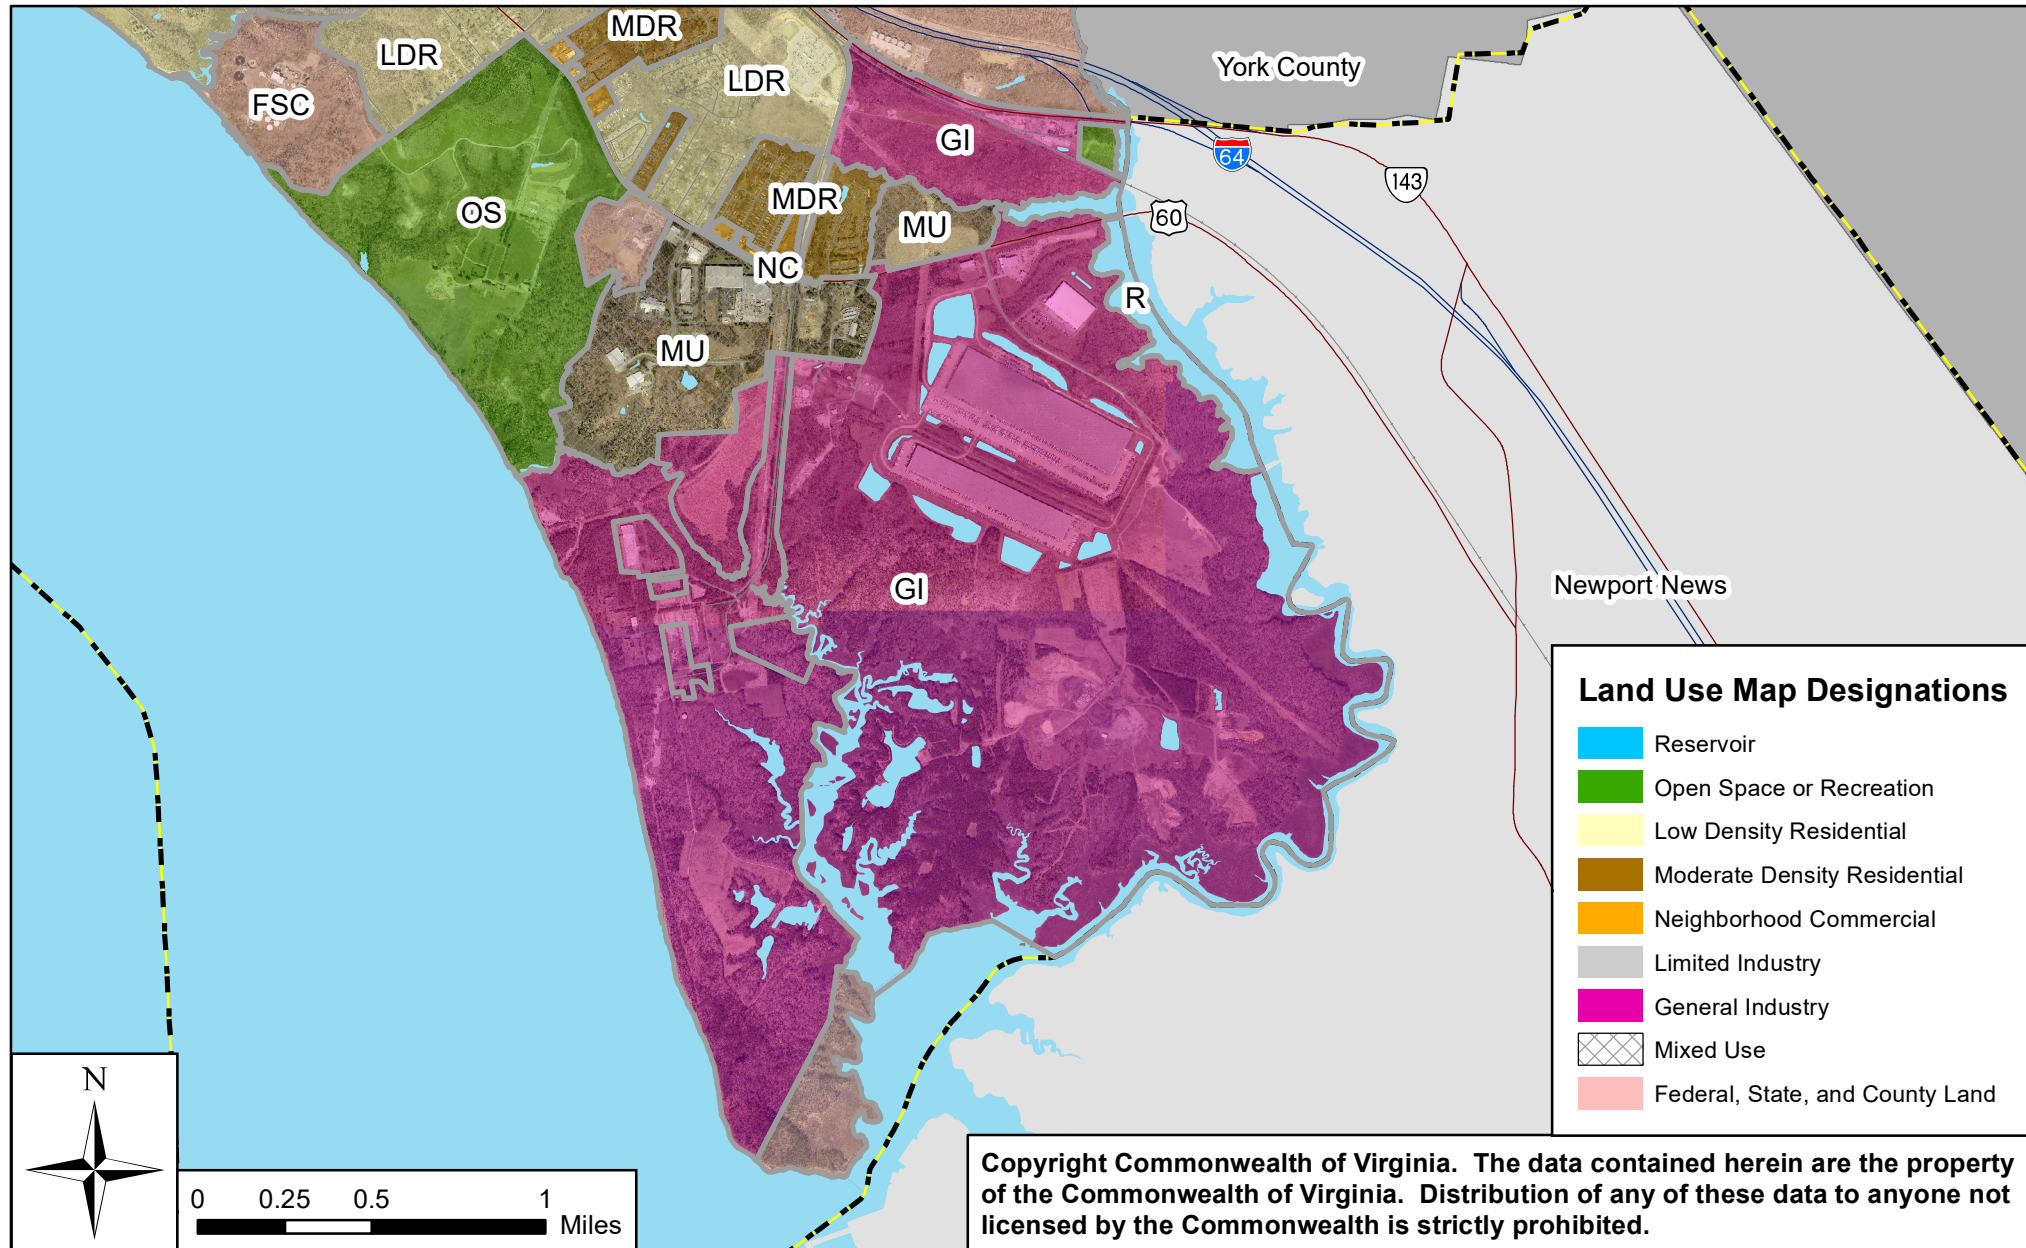 MDR
LDR
York County
LDR
FSC
GI
64
143
MDR
OS
60
MU
NC
R
MU
GI
Newport News
Land Use Map Designations
Reservoir
Open Space or Recreation
Low Density Residential
Moderate Density Residential
Neighborhood Commercial
Limited Industry
General Industry
Mixed Use
Federal, State, and County Land
N
0 0.25 0.5 1
Miles
Copyright Commonwealth of Virginia. The data contained herein are the property
of the Commonwealth of Virginia. Distribution of any of these data to anyone not
licensed by the Commonwealth is strictly prohibited.